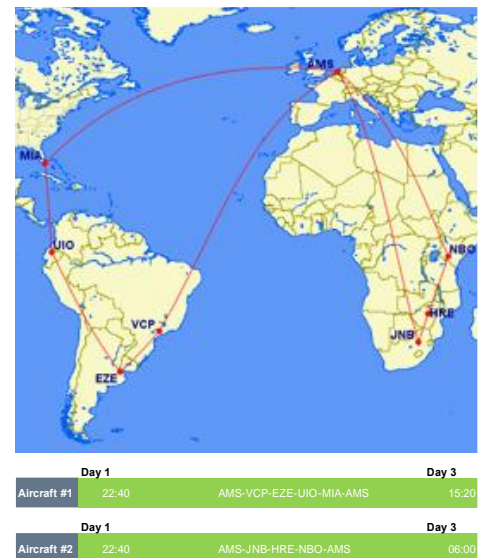 AMS
MIA
UIO
NBO
HRE
VCP
JNB
EZE
Day 1 Day 3
Aircraft #1 22:40 AMS-VCP-EZE-UIO-MIA-AMS 15:20
Day 1 Day 3
Aircraft #2 22:40 AMS-JNB-HRE-NBO-AMS 06:00